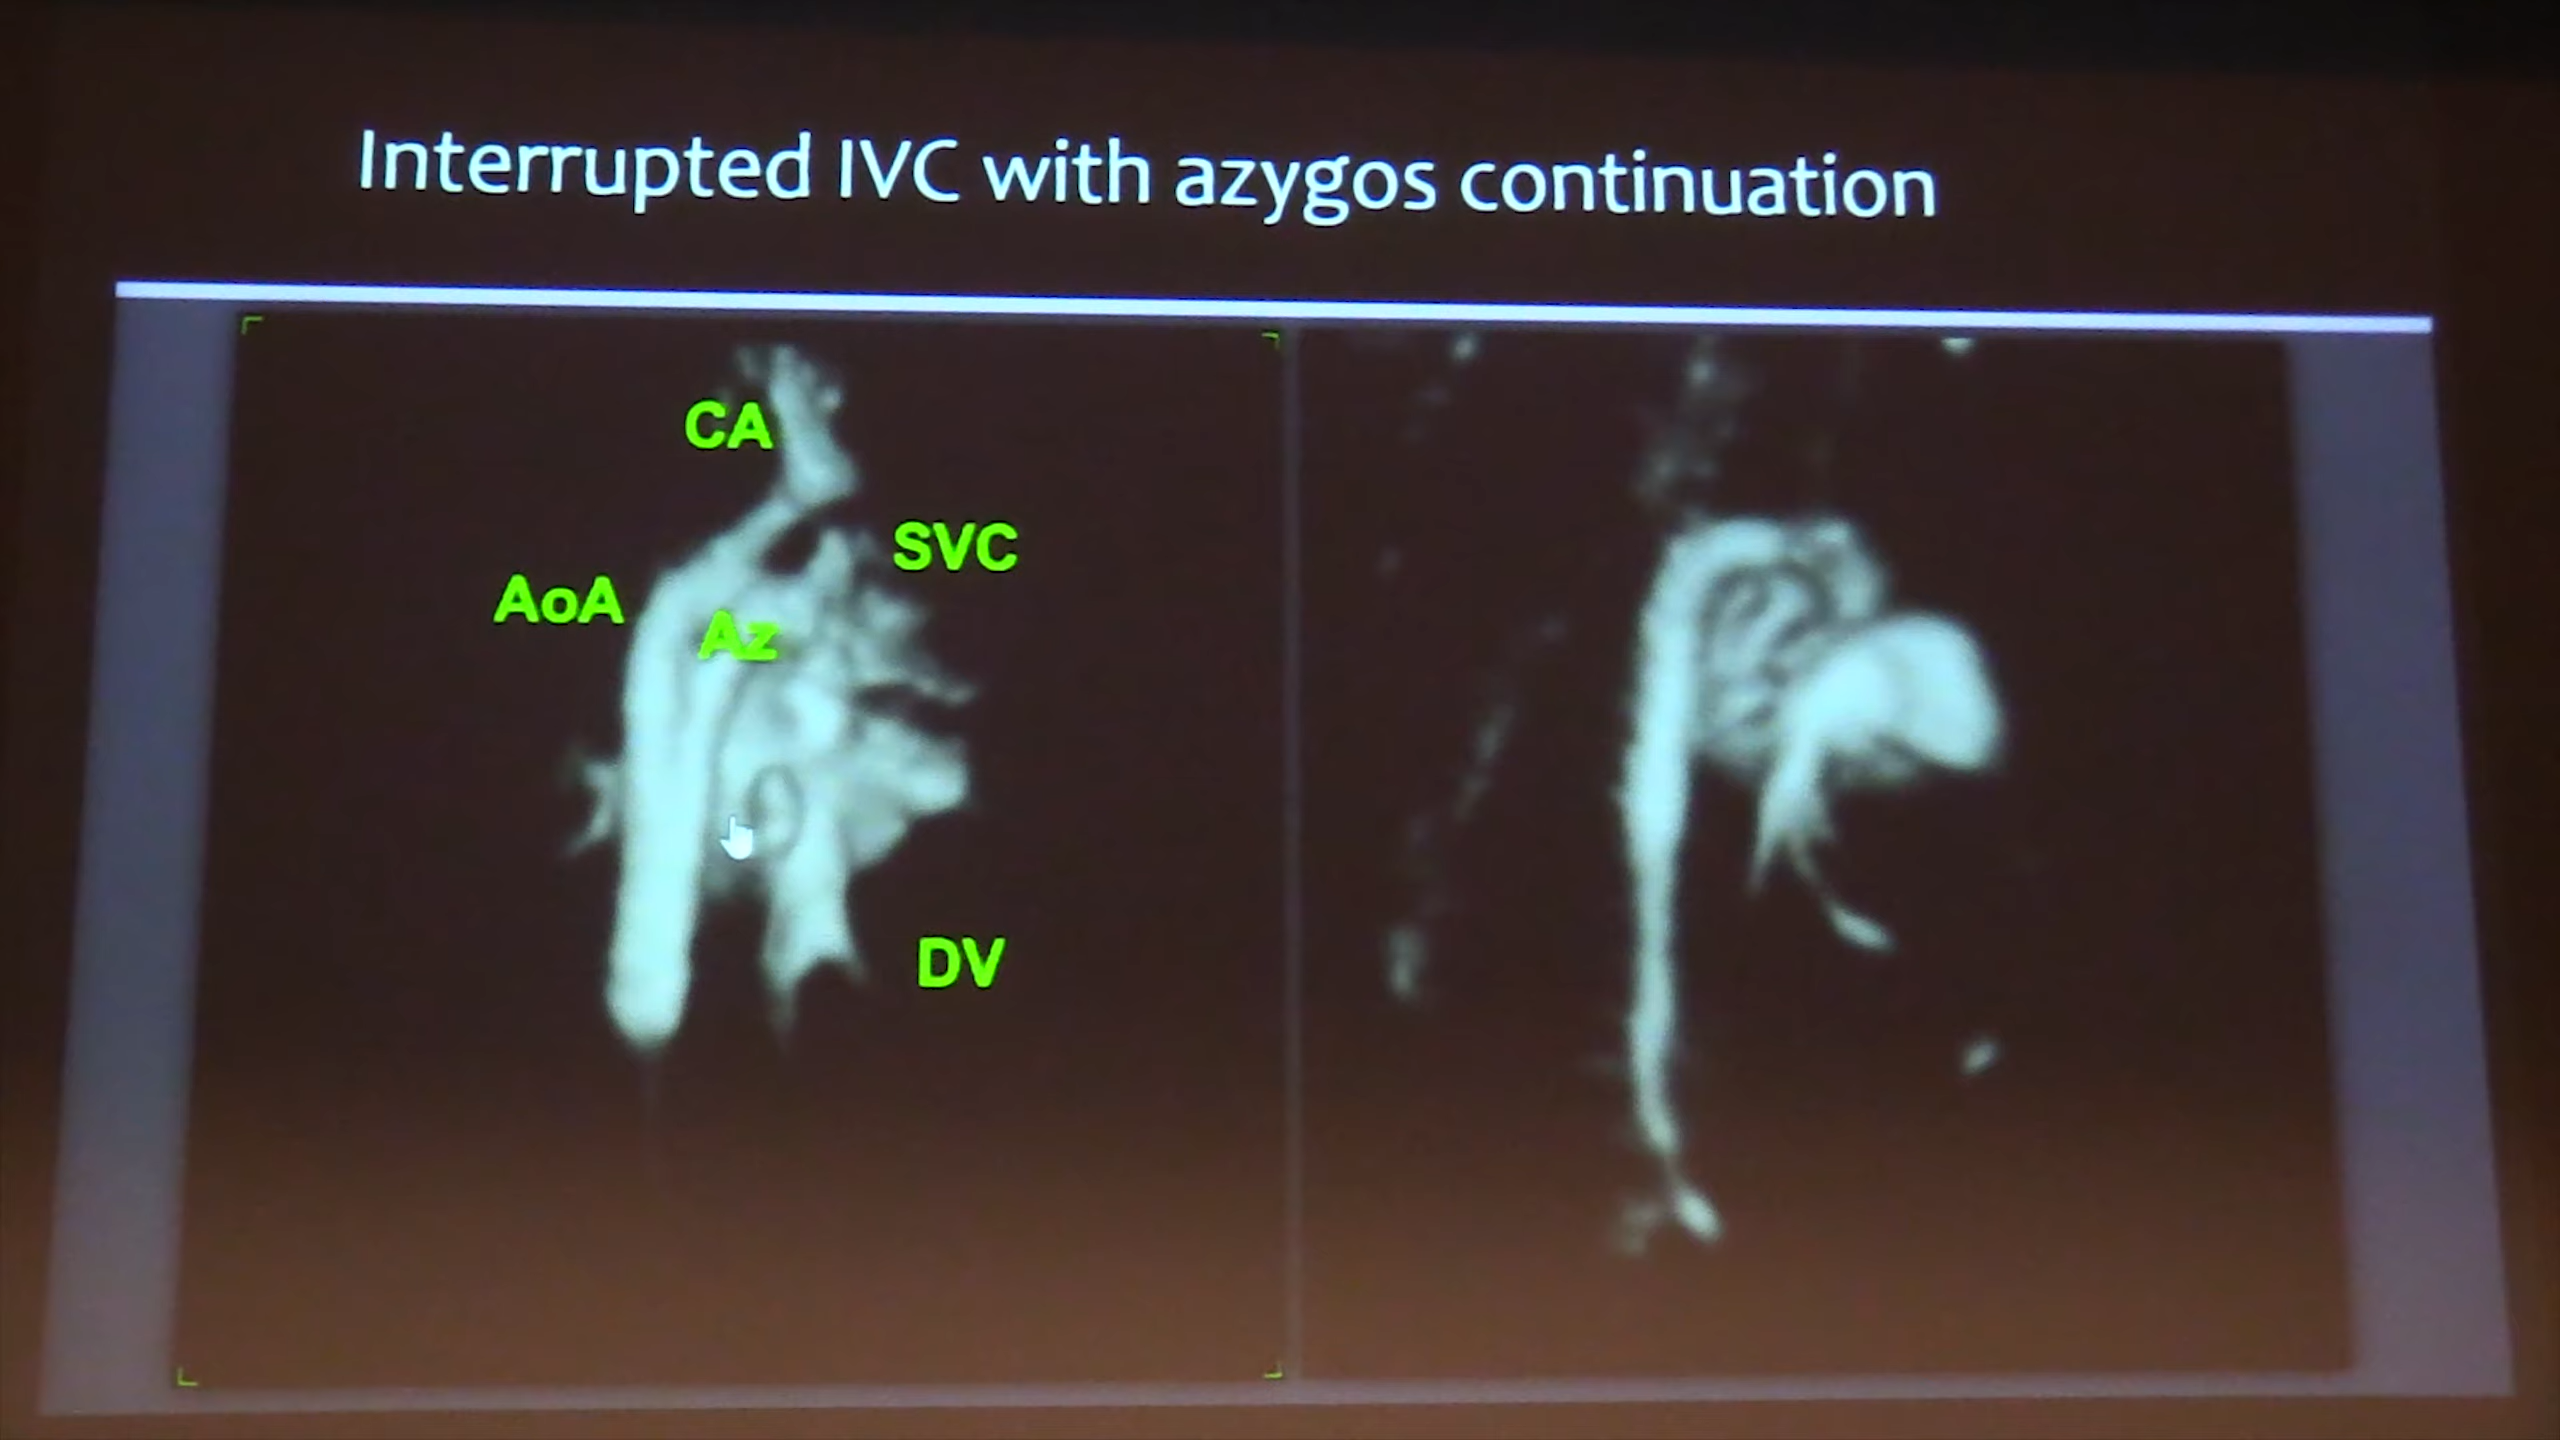 Interrupted IVC with azygos continuation
CA
SVC
AoA
Az
DV